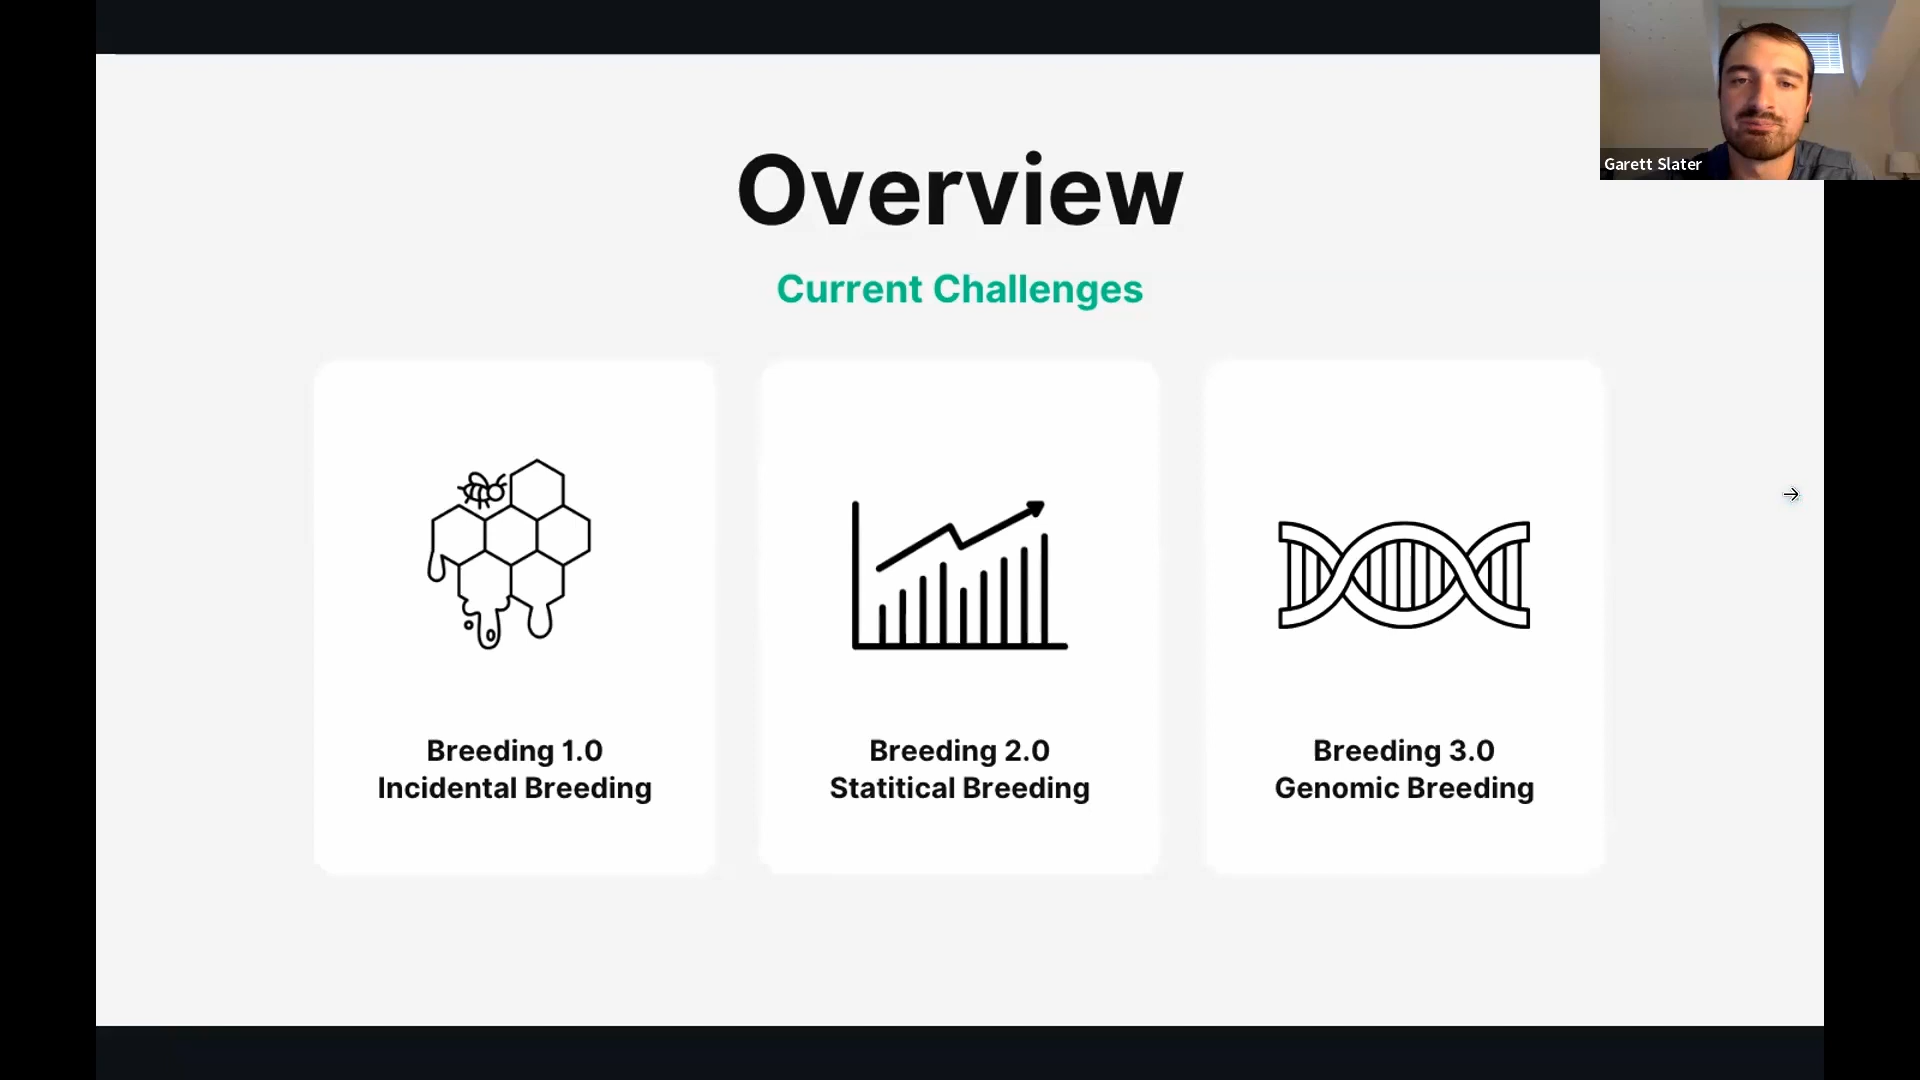 Overview
Current Challenges
Breeding 1.0
Incidental Breeding
Breeding 2.0
Statitical Breeding
Breeding 3.0
Genomic Breeding
Garett Slater